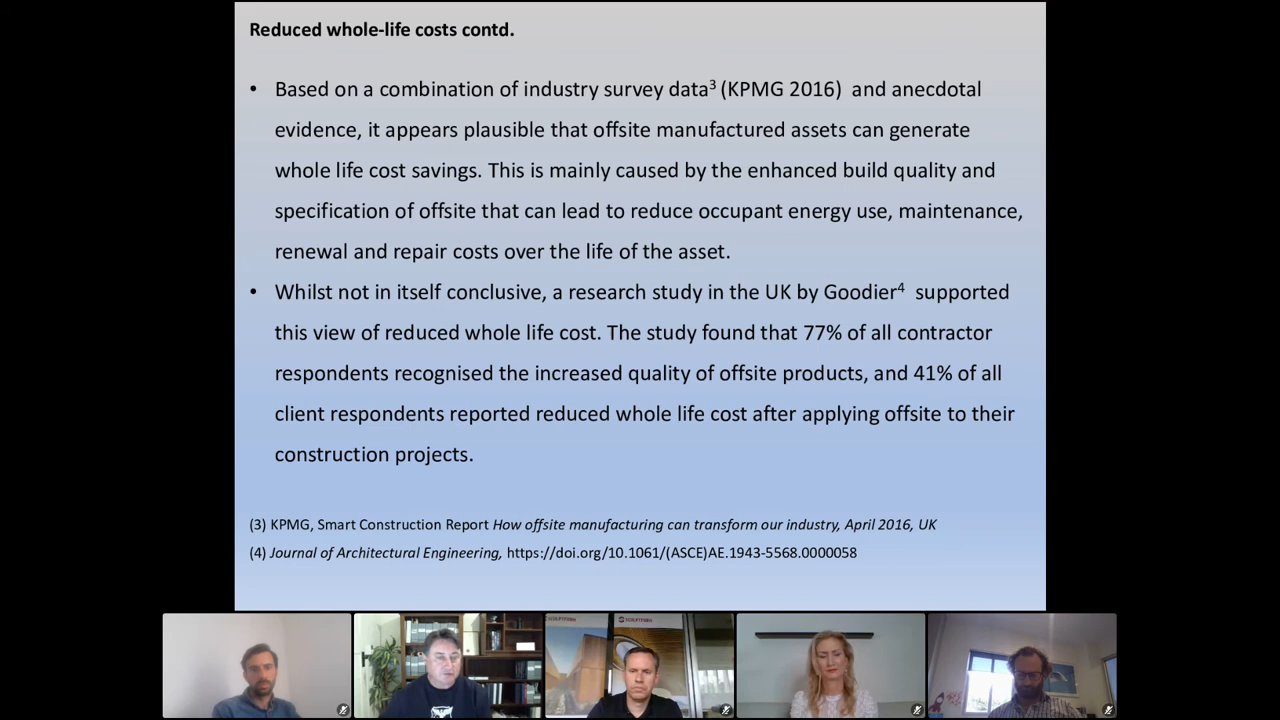 Reduced whole-life costs contd.
• Based on a combination of industry survey data³ (KPMG 2016) and anecdotal
evidence, it appears plausible that offsite manufactured assets can generate
whole life cost savings. This is mainly caused by the enhanced build quality and
specification of offsite that can lead to reduce occupant energy use, maintenance,
renewal and repair costs over the life of the asset.
• Whilst not in itself conclusive, a research study in the UK by Goodier⁴ supported
this view of reduced whole life cost. The study found that 77% of all contractor
respondents recognised the increased quality of offsite products, and 41% of all
client respondents reported reduced whole life cost after applying offsite to their
construction projects.
(3) KPMG, Smart Construction Report How offsite manufacturing can transform our industry, April 2016, UK
(4) Journal of Architectural Engineering, https://doi.org/10.1061/(ASCE)AE.1943-5568.0000058